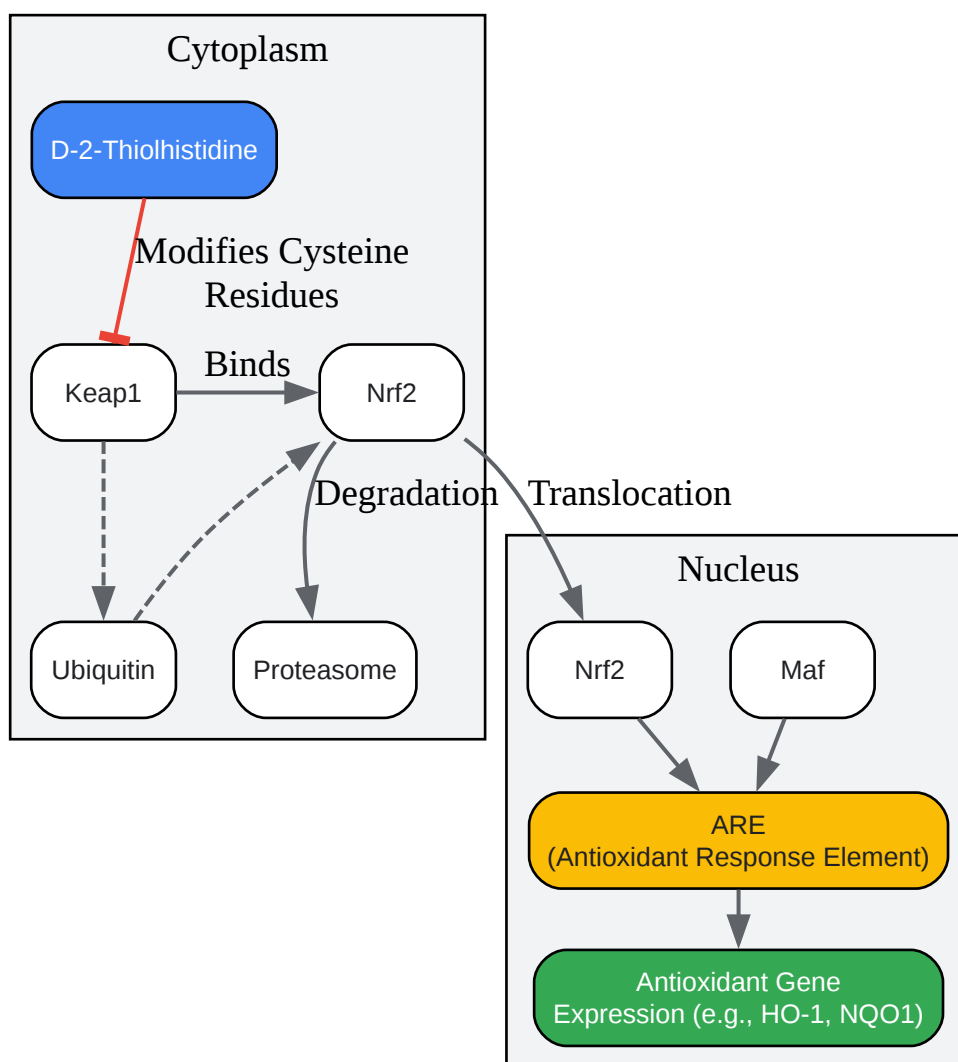 Cytoplasm
D-2-Thiolhistidine
Modifies Cysteine
Residues
Binds
Keap1
Nrf2
Degradation
Translocation
Nucleus
Ubiquitin
Proteasome
Nrf2
Maf
ARE
(Antioxidant Response Element)
Antioxidant Gene
Expression (e.g., HO-1, NQO1)